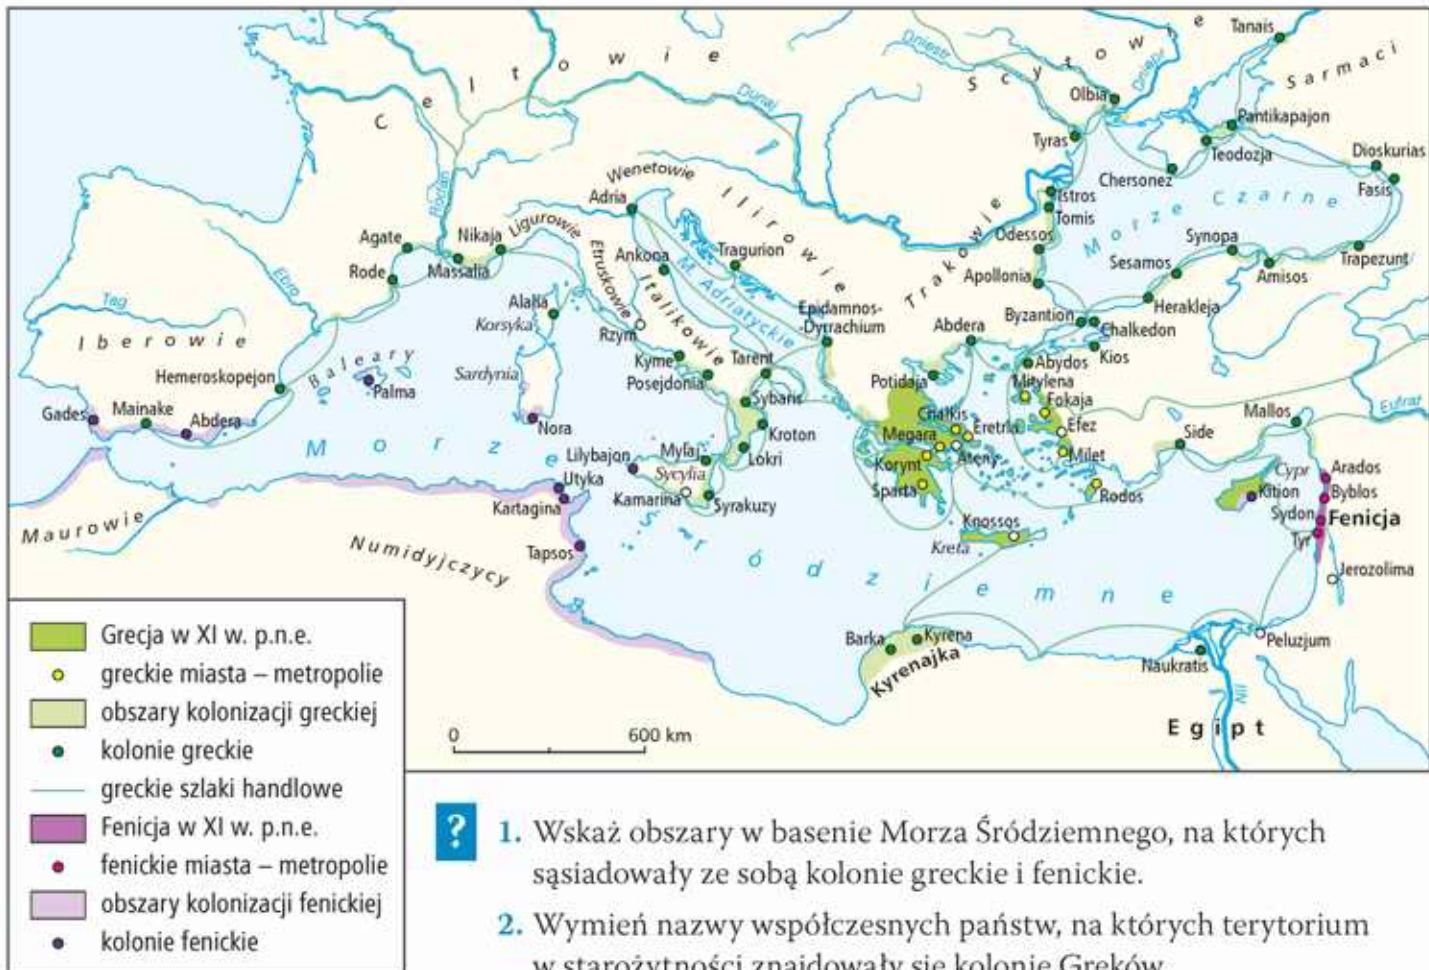 Tanais
Dniestr
Scytowie
Dniapr
Sarmaci
Celtowie
Dunaj
Olbia
Pantikapajon
Tyras
Teodozja
Dioskurias
Chersonez
Fasis
Rodan
Wenetowie
Adria
Ilirowie
Istros
Tomis
Morze Czarne
Agate
Nikaja
Ligurowie
Ankona
Tragurion
Trakowie
Odessos
Synopa
Rode
Massalia
Etruskowie
Italikowie
M. Adriatyckie
Apollonia
Sesamos
Amisos
Trapezunt
Ebro
Tag
Alalia
Korsyka
Rzym
Epidamnos-
-Dyrrachium
Abdera
Byzantion
Chalkedon
Herakleja
Iberowie
Baleary
Kyme
Tarent
Kios
Hemeroskopejon
Palma
Sardynia
Posejdonia
Potidaja
Abydos
Mitylena
Gades
Mainake
Abdera
Nora
Sybaris
Chalkis
Fokaja
Mallos
Eufrat
Megara
Eretria
Efez
Side
Morze Śródziemne
Lilybajon
Mylaj
Kroton
Lokri
Korynt
Ateny
Milet
Cypr
Arados
Utyka
Sycylia
Sparta
Rodos
Kition
Byblos
Kartagina
Kamarina
Syrakuzy
Knossos
Sydon
Fenicja
Maurowie
Kreta
Tyr
Numidyjczycy
Tapsos
Jerozolima
Barka
Kyrena
Peluzjum
Kyrenajka
Naukratis
Nil
Egipt
0 600 km
Grecja w XI w. p.n.e.
greckie miasta – metropolie
obszary kolonizacji greckiej
kolonie greckie
greckie szlaki handlowe
Fenicja w XI w. p.n.e.
fenickie miasta – metropolie
obszary kolonizacji fenickiej
kolonie fenickie
?
1. Wskaż obszary w basenie Morza Śródziemnego, na których
sąsiadowały ze sobą kolonie greckie i fenickie.
2. Wymień nazwy współczesnych państw, na których terytorium
w starożytności znajdowały się kolonie Greków.